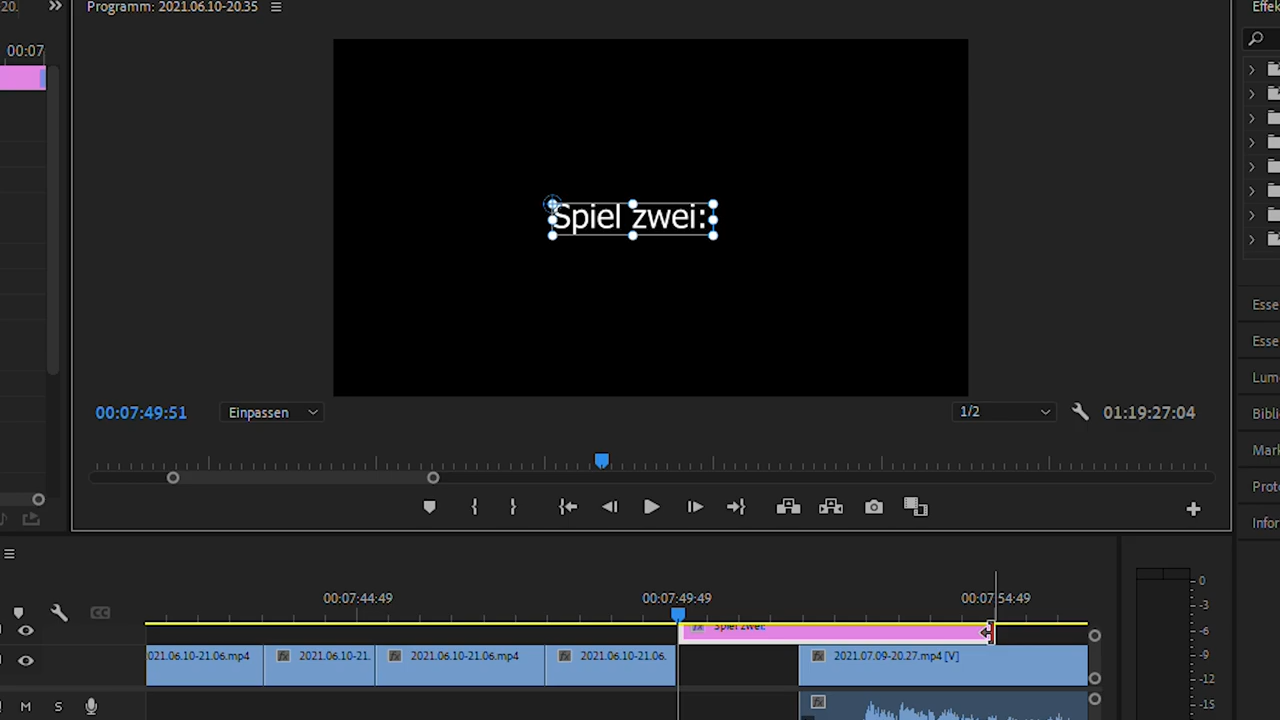 20.
Programm: 2021.06.10-20.35
Effek
00:07
Spiel zwei:
00:07:49:51
Einpassen
1/2
01:19:27:04
Esse
Esse
Lum
Bibli
Mark
Proto
Infor
00:07:44:49
00:07:49:49
00:07:54:49
Spiel zwei:
021.06.10-21.06.mp4
2021.06.10-21.
2021.06.10-21.06.mp4
2021.06.10-21.06.
2021.07.09-20.27.mp4 [V]
M S
0
-3
-6
-9
-12
-15